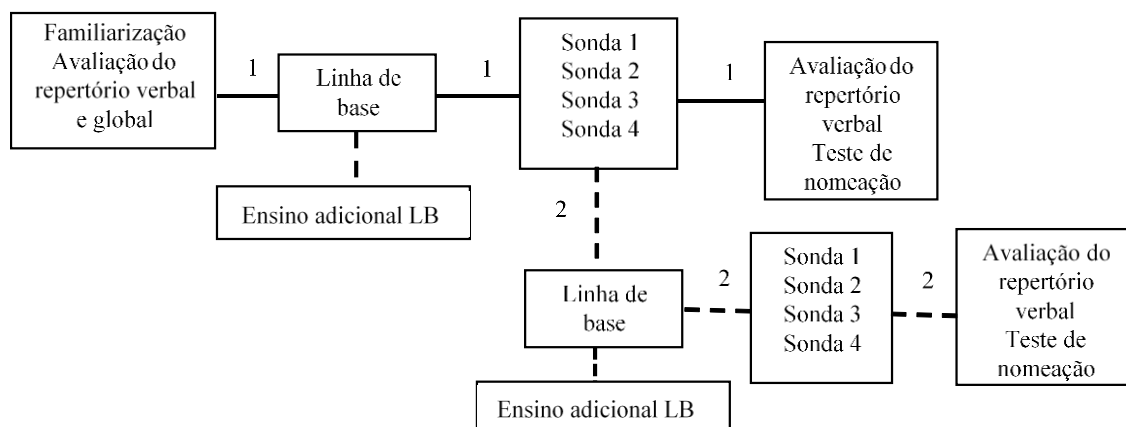 Familiarização
Avaliação do
repertório verbal
e global
1
Linha de
base
1
Sonda 1
Sonda 2
Sonda 3
Sonda 4
1
Avaliação do
repertório
verbal
Teste de
nomeação
Ensino adicional LB
2
Linha de
base
2
Sonda 1
Sonda 2
Sonda 3
Sonda 4
2
Avaliação do
repertório
verbal
Teste de
nomeação
Ensino adicional LB